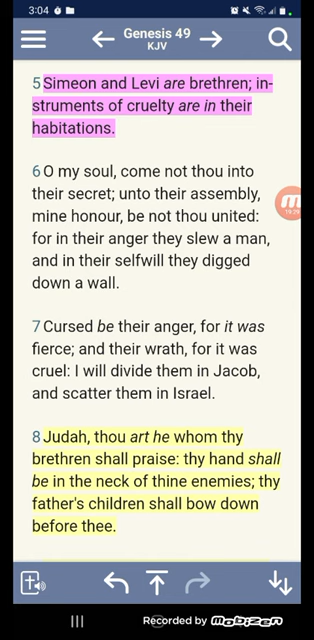 3:04
Genesis 49
KJV
5 Simeon and Levi are brethren; in-
struments of cruelty are in their
habitations.
6 O my soul, come not thou into
their secret; unto their assembly,
mine honour, be not thou united:
for in their anger they slew a man,
and in their selfwill they digged
down a wall.
7 Cursed be their anger, for it was
fierce; and their wrath, for it was
cruel: I will divide them in Jacob,
and scatter them in Israel.
8 Judah, thou art he whom thy
brethren shall praise: thy hand shall
be in the neck of thine enemies; thy
father's children shall bow down
before thee.
Recorded by mobizen